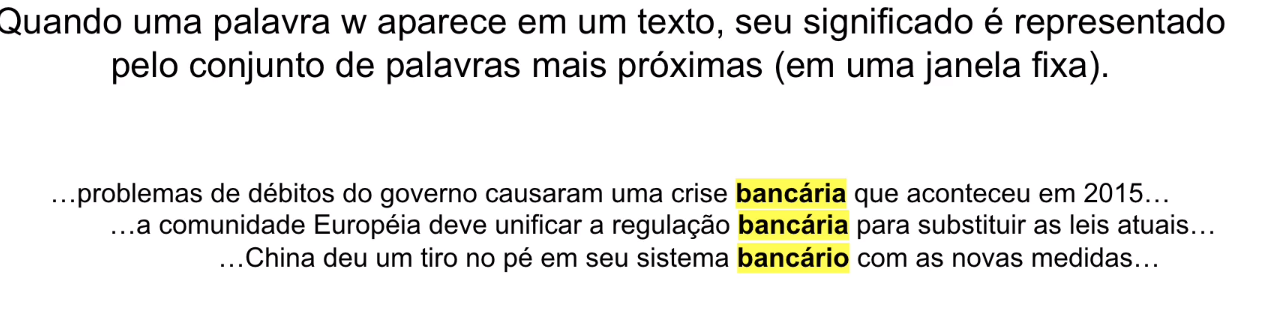 Quando uma palavra w aparece em um texto, seu significado é representado
pelo conjunto de palavras mais próximas (em uma janela fixa).
…problemas de débitos do governo causaram uma crise bancária que aconteceu em 2015…
…a comunidade Européia deve unificar a regulação bancária para substituir as leis atuais…
…China deu um tiro no pé em seu sistema bancário com as novas medidas…